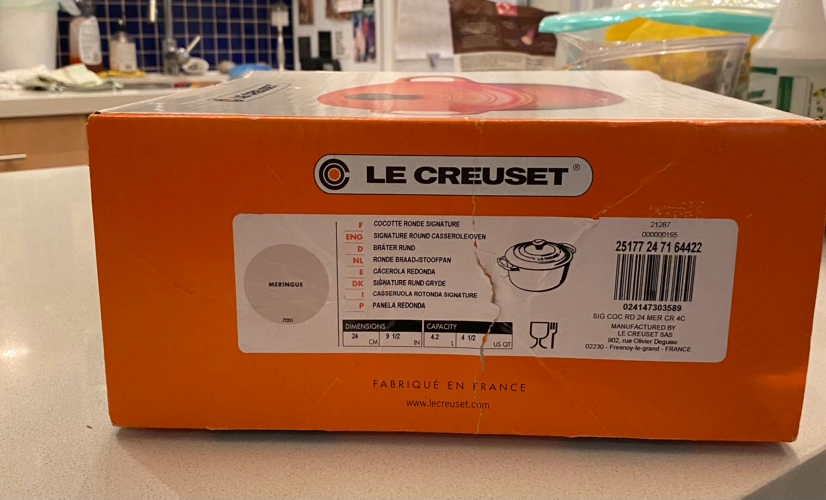 LE CREUSET
LE CREUSET®
F COCOTTE RONDE SIGNATURE
ENG SIGNATURE ROUND CASSEROLE/OVEN
D BRÄTER RUND
NL RONDE BRAAD-/STOOFPAN
E CACEROLA REDONDA
DK SIGNATURE RUND GRYDE
I CASSERUOLA ROTONDA SIGNATURE
P PANELA REDONDA
MERINGUE
DIMENSIONS
24 CM 9 1/2 IN
CAPACITY
4.2 L 4 1/2 US QT
21287
000000195
25177 24 71 64422
024147303589
SIG COC RD 24 MER CR 4C
MANUFACTURED BY
LE CREUSET SAS
902, rue Olivier Deguise
02230 - Fresnoy-le-grand - FRANCE
FABRIQUÉ EN FRANCE
www.lecreuset.com